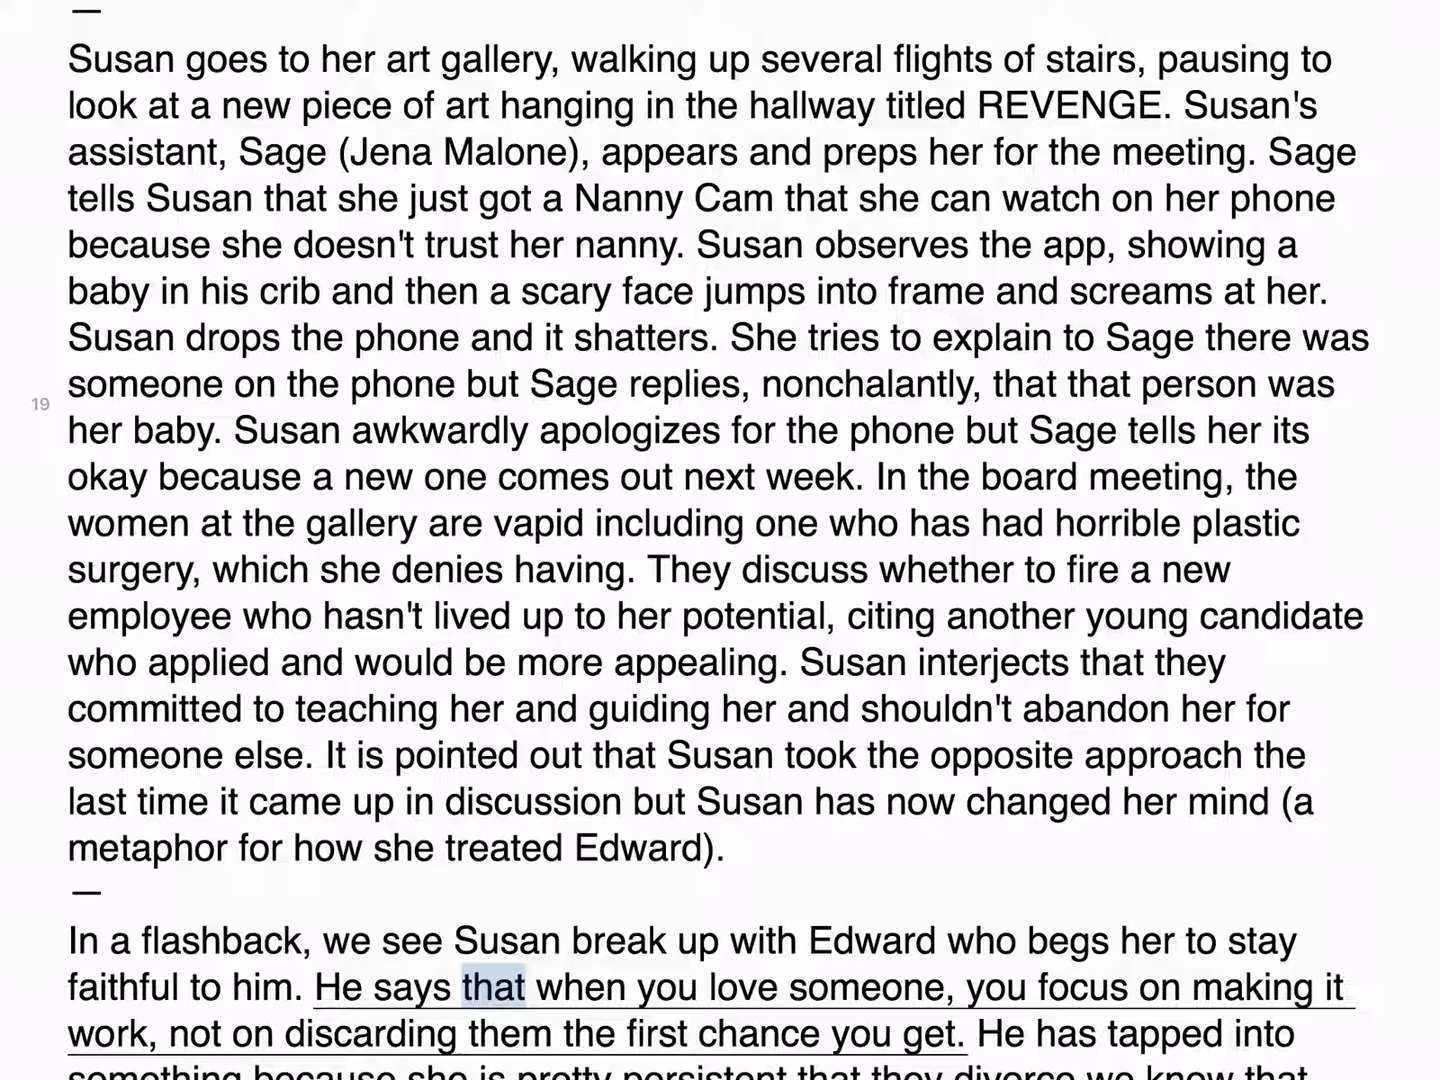 —
Susan goes to her art gallery, walking up several flights of stairs, pausing to
look at a new piece of art hanging in the hallway titled REVENGE. Susan's
assistant, Sage (Jena Malone), appears and preps her for the meeting. Sage
tells Susan that she just got a Nanny Cam that she can watch on her phone
because she doesn't trust her nanny. Susan observes the app, showing a
baby in his crib and then a scary face jumps into frame and screams at her.
Susan drops the phone and it shatters. She tries to explain to Sage there was
someone on the phone but Sage replies, nonchalantly, that that person was
19
her baby. Susan awkwardly apologizes for the phone but Sage tells her its
okay because a new one comes out next week. In the board meeting, the
women at the gallery are vapid including one who has had horrible plastic
surgery, which she denies having. They discuss whether to fire a new
employee who hasn't lived up to her potential, citing another young candidate
who applied and would be more appealing. Susan interjects that they
committed to teaching her and guiding her and shouldn't abandon her for
someone else. It is pointed out that Susan took the opposite approach the
last time it came up in discussion but Susan has now changed her mind (a
metaphor for how she treated Edward).
—
In a flashback, we see Susan break up with Edward who begs her to stay
faithful to him. He says that when you love someone, you focus on making it
work, not on discarding them the first chance you get. He has tapped into
something because she is pretty persistent that they divorce we know that